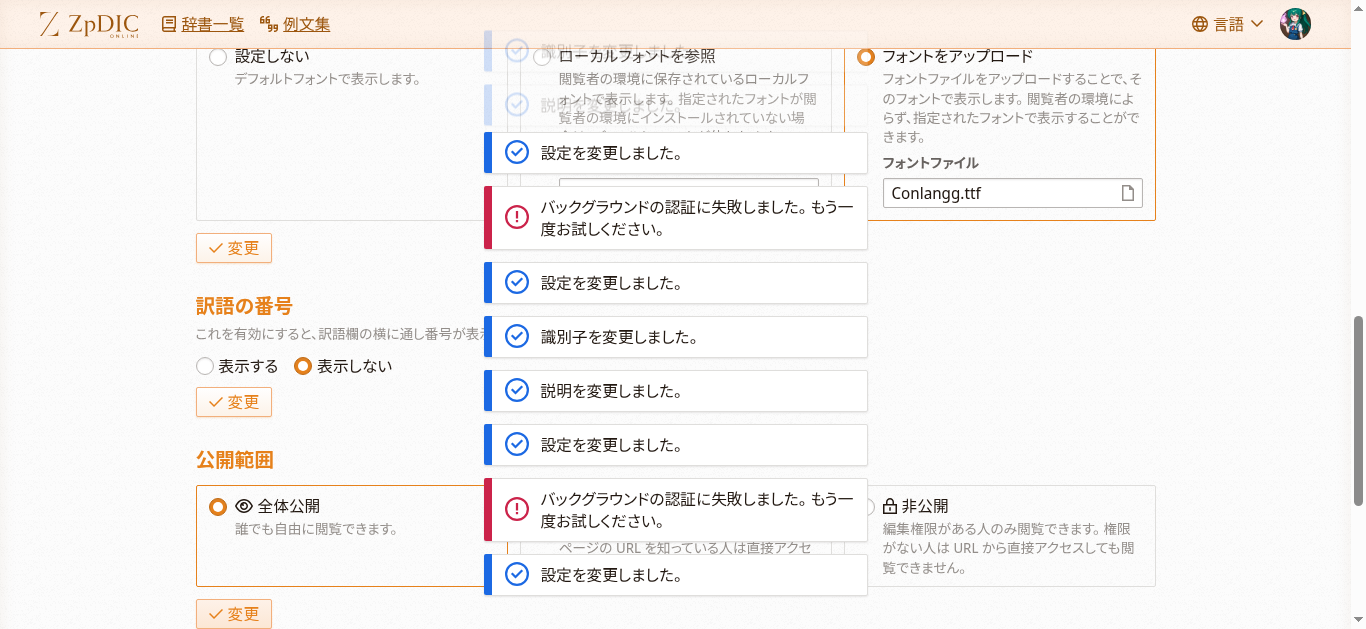 ZpDIC
ONLINE
辞書一覧
例文集
言語
設定しない
デフォルトフォントで表示します。
ローカルフォントを参照
閲覧者の環境に保存されているローカルフ
ォントで表示します。指定されたフォントが閲
覧者の環境にインストールされていない場
フォントをアップロード
フォントファイルをアップロードすることで、そ
のフォントで表示します。閲覧者の環境によ
らず、指定されたフォントで表示することがで
きます。
フォントファイル
Conlangg.ttf
識別子を変更しました。
説明を変更しました。
設定を変更しました。
バックグラウンドの認証に失敗しました。もう一
度お試しください。
設定を変更しました。
識別子を変更しました。
説明を変更しました。
設定を変更しました。
バックグラウンドの認証に失敗しました。もう一
度お試しください。
設定を変更しました。
変更
訳語の番号
これを有効にすると、訳語欄の横に通し番号が表
表示する
表示しない
変更
公開範囲
全体公開
誰でも自由に閲覧できます。
ページの URL を知っている人は直接アクセ
非公開
編集権限がある人のみ閲覧できます。権限
がない人は URL から直接アクセスしても閲
覧できません。
変更